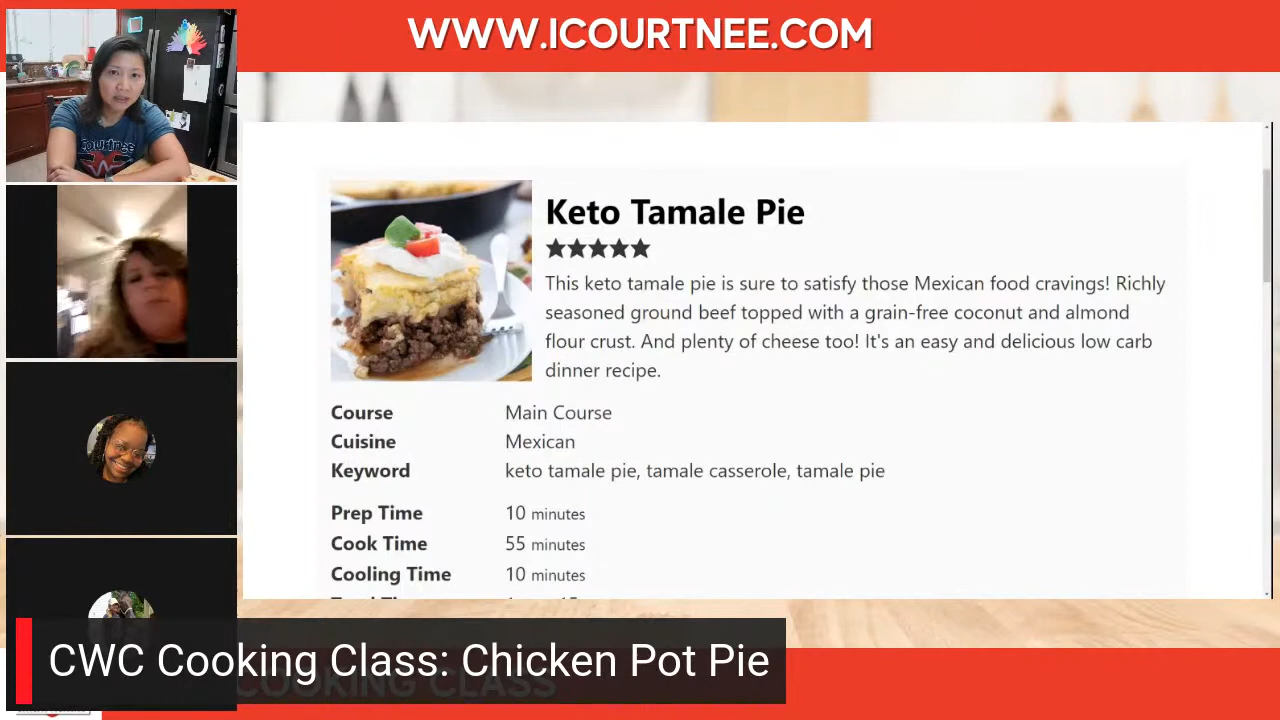 WWW.ICOURTNEE.COM
Courtnee
Keto Tamale Pie
This keto tamale pie is sure to satisfy those Mexican food cravings! Richly
seasoned ground beef topped with a grain-free coconut and almond
flour crust. And plenty of cheese too! It's an easy and delicious low carb
dinner recipe.
Course Main Course
Cuisine Mexican
Keyword keto tamale pie, tamale casserole, tamale pie
Prep Time 10 minutes
Cook Time 55 minutes
Cooling Time 10 minutes
CWC Cooking Class: Chicken Pot Pie
COOKING CLASS